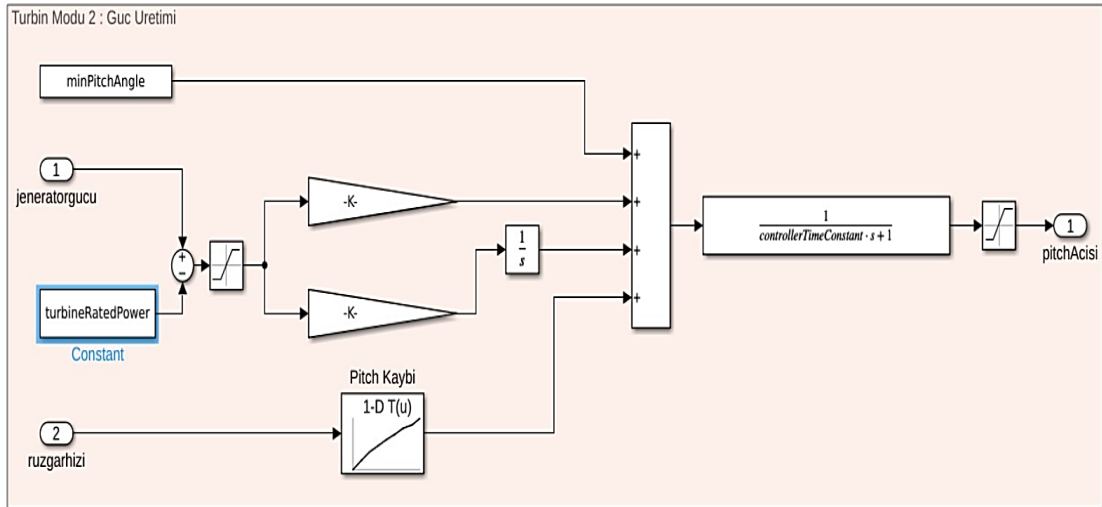 Turbin Modu 2 : Guc Uretimi
minPitchAngle
1
jeneratorgucu
+
−
turbineRatedPower
Constant
-K-
-K-
1
s
Pitch Kaybi
1-D T(u)
2
ruzgarhizi
+
+
+
+
1
controllerTimeConstant · s + 1
1
pitchAcisi